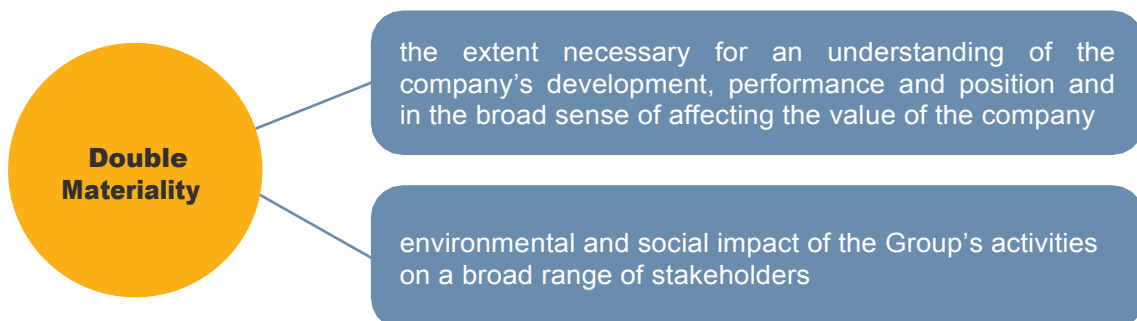 Double
Materiality
the extent necessary for an understanding of the
company’s development, performance and position and
in the broad sense of affecting the value of the company
environmental and social impact of the Group’s activities
on a broad range of stakeholders